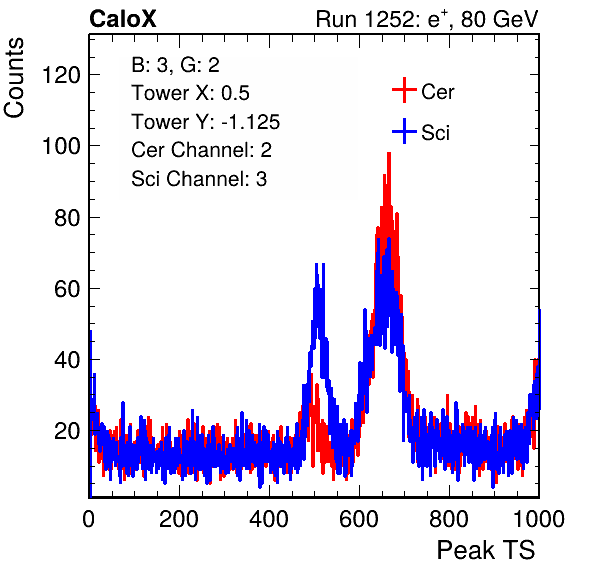 CaloX Run 1252: e⁺, 80 GeV
Counts
B: 3, G: 2
Tower X: 0.5
Tower Y: -1.125
Cer Channel: 2
Sci Channel: 3
Cer
Sci
120
100
80
60
40
20
0 200 400 600 800 1000
Peak TS